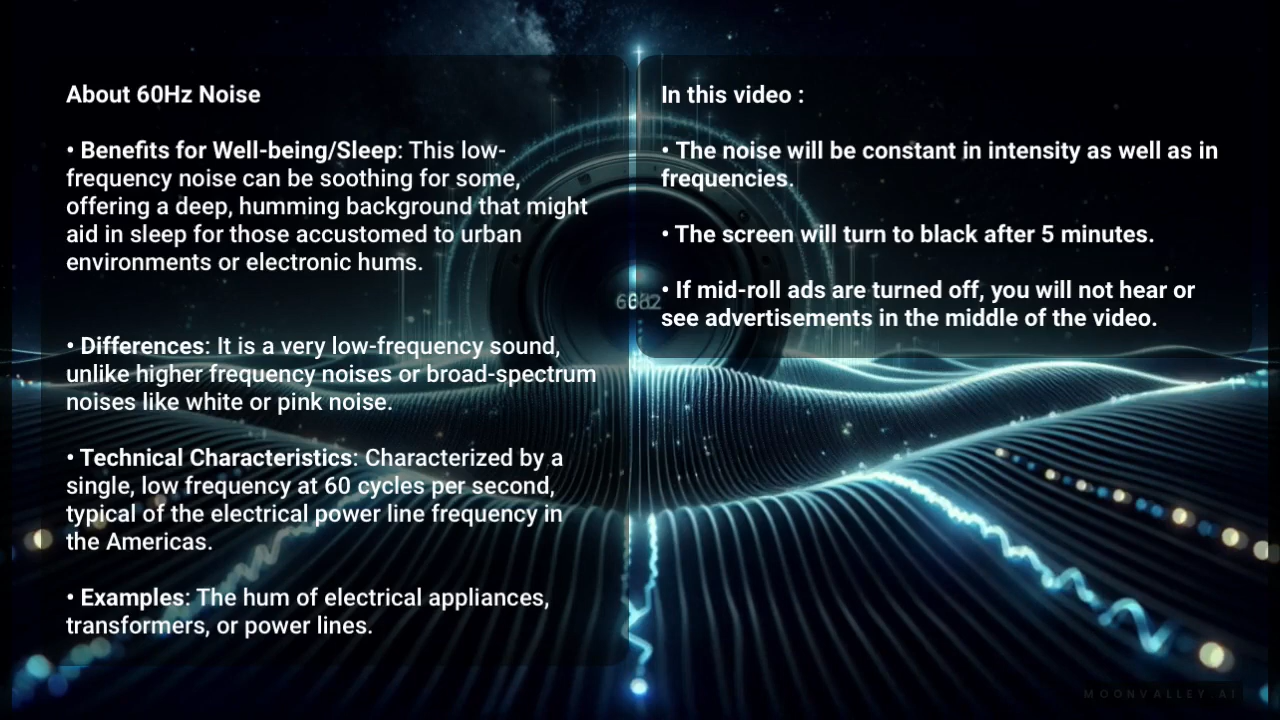 About 60Hz Noise
• Benefits for Well-being/Sleep: This low-
frequency noise can be soothing for some,
offering a deep, humming background that might
aid in sleep for those accustomed to urban
environments or electronic hums.
• Differences: It is a very low-frequency sound,
unlike higher frequency noises or broad-spectrum
noises like white or pink noise.
• Technical Characteristics: Characterized by a
single, low frequency at 60 cycles per second,
typical of the electrical power line frequency in
the Americas.
• Examples: The hum of electrical appliances,
transformers, or power lines.
In this video :
• The noise will be constant in intensity as well as in
frequencies.
• The screen will turn to black after 5 minutes.
• If mid-roll ads are turned off, you will not hear or
see advertisements in the middle of the video.
MOONVALLEY.AI